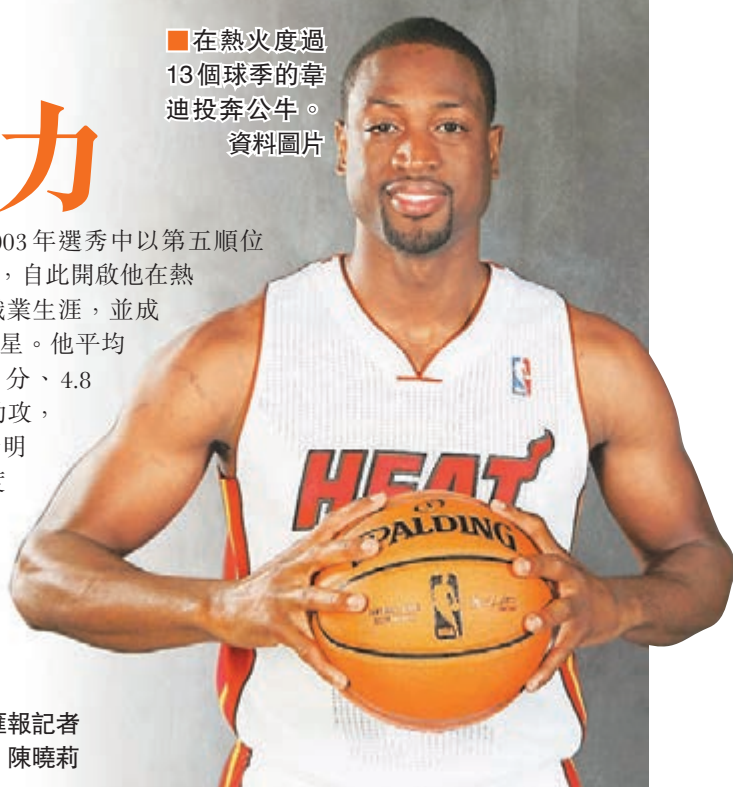 ■在熱火度過
13個球季的韋
迪投奔公牛。
資料圖片
力
003年選秀中以第五順位
,自此開啟他在熱
職業生涯,並成
星。他平均
分、4.8
助攻,
明
HEAT
SPALDING
匯報記者
陳曉莉